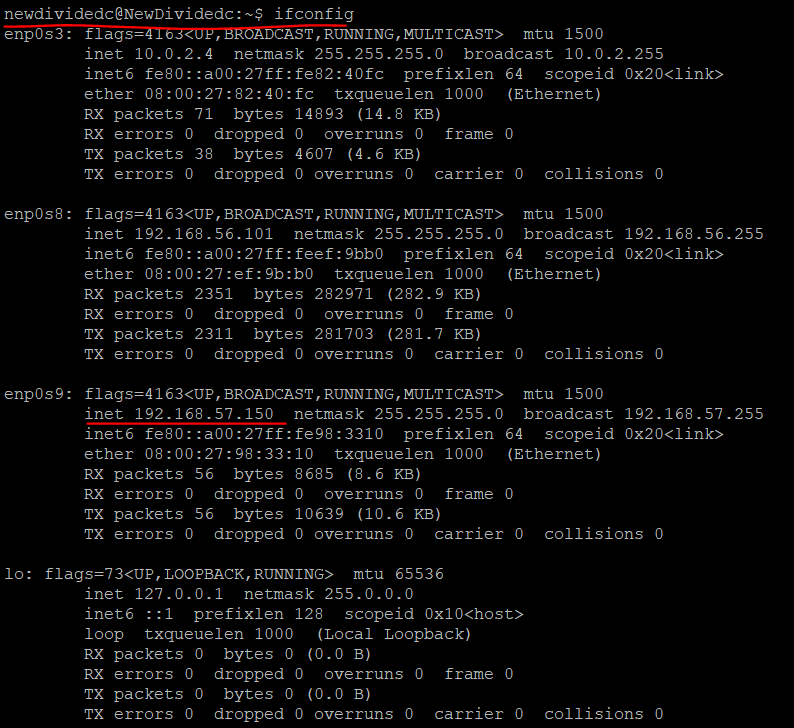 newdividedc@NewDividedc:~$ ifconfig
enp0s3: flags=4163<UP,BROADCAST,RUNNING,MULTICAST>  mtu 1500
        inet 10.0.2.4  netmask 255.255.255.0  broadcast 10.0.2.255
        inet6 fe80::a00:27ff:fe82:40fc  prefixlen 64  scopeid 0x20<link>
        ether 08:00:27:82:40:fc  txqueuelen 1000  (Ethernet)
        RX packets 71  bytes 14893 (14.8 KB)
        RX errors 0  dropped 0  overruns 0  frame 0
        TX packets 38  bytes 4607 (4.6 KB)
        TX errors 0  dropped 0 overruns 0  carrier 0  collisions 0

enp0s8: flags=4163<UP,BROADCAST,RUNNING,MULTICAST>  mtu 1500
        inet 192.168.56.101  netmask 255.255.255.0  broadcast 192.168.56.255
        inet6 fe80::a00:27ff:feef:9bb0  prefixlen 64  scopeid 0x20<link>
        ether 08:00:27:ef:9b:b0  txqueuelen 1000  (Ethernet)
        RX packets 2351  bytes 282971 (282.9 KB)
        RX errors 0  dropped 0  overruns 0  frame 0
        TX packets 2311  bytes 281703 (281.7 KB)
        TX errors 0  dropped 0 overruns 0  carrier 0  collisions 0

enp0s9: flags=4163<UP,BROADCAST,RUNNING,MULTICAST>  mtu 1500
        inet 192.168.57.150  netmask 255.255.255.0  broadcast 192.168.57.255
        inet6 fe80::a00:27ff:fe98:3310  prefixlen 64  scopeid 0x20<link>
        ether 08:00:27:98:33:10  txqueuelen 1000  (Ethernet)
        RX packets 56  bytes 8685 (8.6 KB)
        RX errors 0  dropped 0  overruns 0  frame 0
        TX packets 56  bytes 10639 (10.6 KB)
        TX errors 0  dropped 0 overruns 0  carrier 0  collisions 0

lo: flags=73<UP,LOOPBACK,RUNNING>  mtu 65536
        inet 127.0.0.1  netmask 255.0.0.0
        inet6 ::1  prefixlen 128  scopeid 0x10<host>
        loop  txqueuelen 1000  (Local Loopback)
        RX packets 0  bytes 0 (0.0 B)
        RX errors 0  dropped 0  overruns 0  frame 0
        TX packets 0  bytes 0 (0.0 B)
        TX errors 0  dropped 0 overruns 0  carrier 0  collisions 0